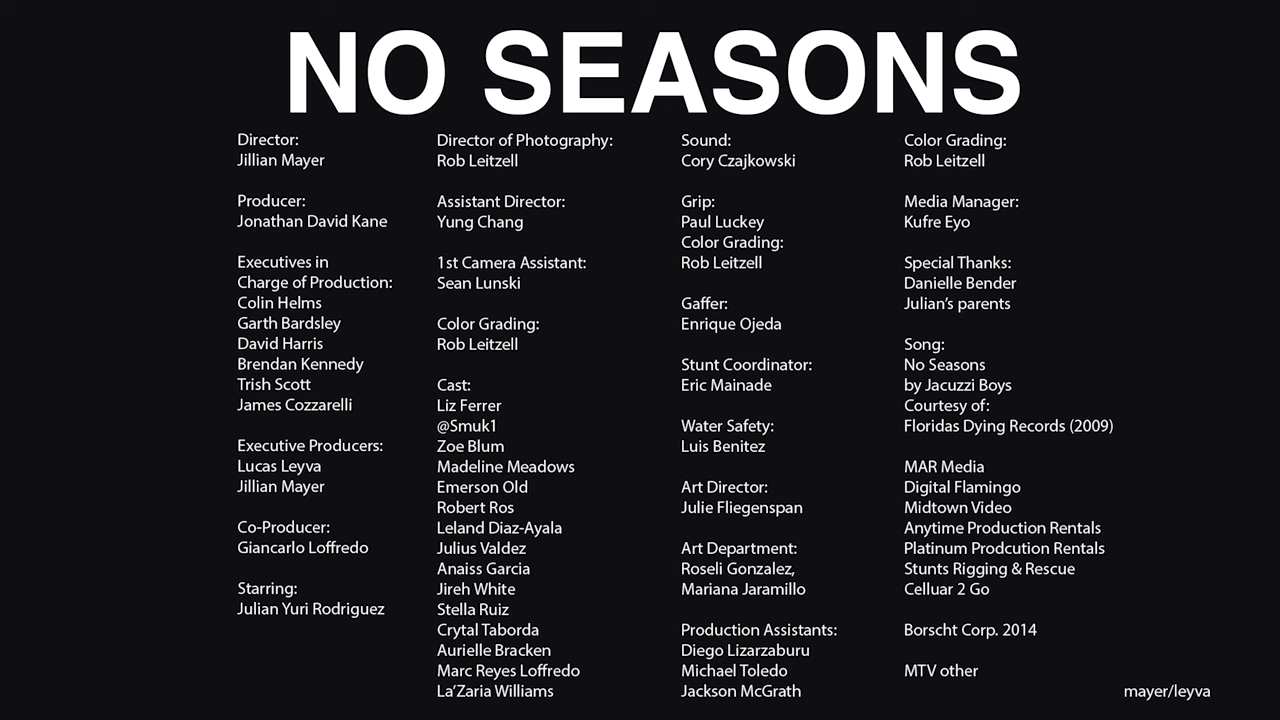 NO SEASONS
Director:
Jillian Mayer
Producer:
Jonathan David Kane
Executives in
Charge of Production:
Colin Helms
Garth Bardsley
David Harris
Brendan Kennedy
Trish Scott
James Cozzarelli
Executive Producers:
Lucas Leyva
Jillian Mayer
Co-Producer:
Giancarlo Loffredo
Starring:
Julian Yuri Rodriguez
Director of Photography:
Rob Leitzell
Assistant Director:
Yung Chang
1st Camera Assistant:
Sean Lunski
Color Grading:
Rob Leitzell
Cast:
Liz Ferrer
@Smuk1
Zoe Blum
Madeline Meadows
Emerson Old
Robert Ros
Leland Diaz-Ayala
Julius Valdez
Anaiss Garcia
Jireh White
Stella Ruiz
Crytal Taborda
Aurielle Bracken
Marc Reyes Loffredo
La’Zaria Williams
Sound:
Cory Czajkowski
Grip:
Paul Luckey
Color Grading:
Rob Leitzell
Gaffer:
Enrique Ojeda
Stunt Coordinator:
Eric Mainade
Water Safety:
Luis Benitez
Art Director:
Julie Fliegenspan
Art Department:
Roseli Gonzalez,
Mariana Jaramillo
Production Assistants:
Diego Lizarzaburu
Michael Toledo
Jackson McGrath
Color Grading:
Rob Leitzell
Media Manager:
Kufre Eyo
Special Thanks:
Danielle Bender
Julian’s parents
Song:
No Seasons
by Jacuzzi Boys
Courtesy of:
Floridas Dying Records (2009)
MAR Media
Digital Flamingo
Midtown Video
Anytime Production Rentals
Platinum Prodcution Rentals
Stunts Rigging & Rescue
Celluar 2 Go
Borscht Corp. 2014
MTV other
mayer/leyva